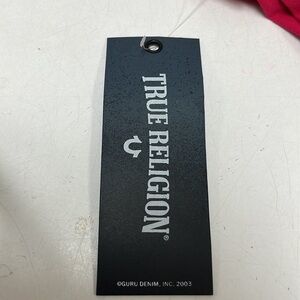 TRUE RELIGION®
©GURU DENIM, INC. 2003